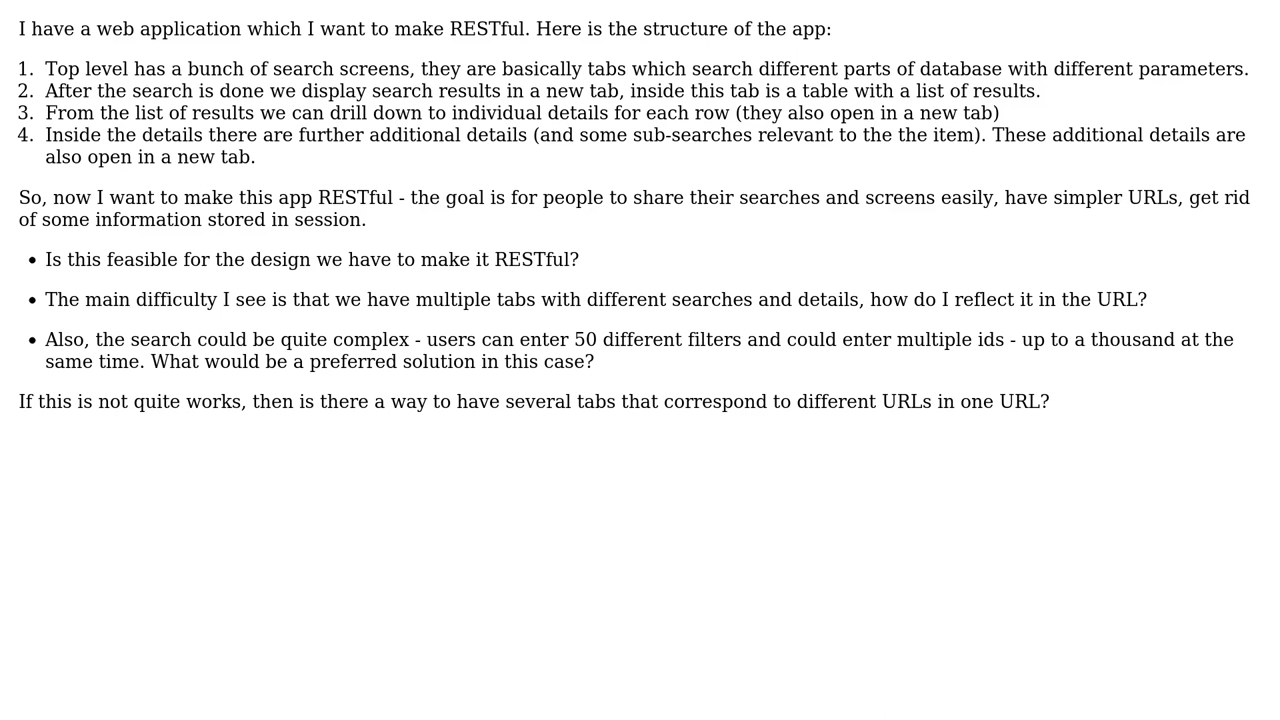 I have a web application which I want to make RESTful. Here is the structure of the app:
1. Top level has a bunch of search screens, they are basically tabs which search different parts of database with different parameters.
2. After the search is done we display search results in a new tab, inside this tab is a table with a list of results.
3. From the list of results we can drill down to individual details for each row (they also open in a new tab)
4. Inside the details there are further additional details (and some sub-searches relevant to the the item). These additional details are
also open in a new tab.
So, now I want to make this app RESTful - the goal is for people to share their searches and screens easily, have simpler URLs, get rid
of some information stored in session.
• Is this feasible for the design we have to make it RESTful?
• The main difficulty I see is that we have multiple tabs with different searches and details, how do I reflect it in the URL?
• Also, the search could be quite complex - users can enter 50 different filters and could enter multiple ids - up to a thousand at the
same time. What would be a preferred solution in this case?
If this is not quite works, then is there a way to have several tabs that correspond to different URLs in one URL?